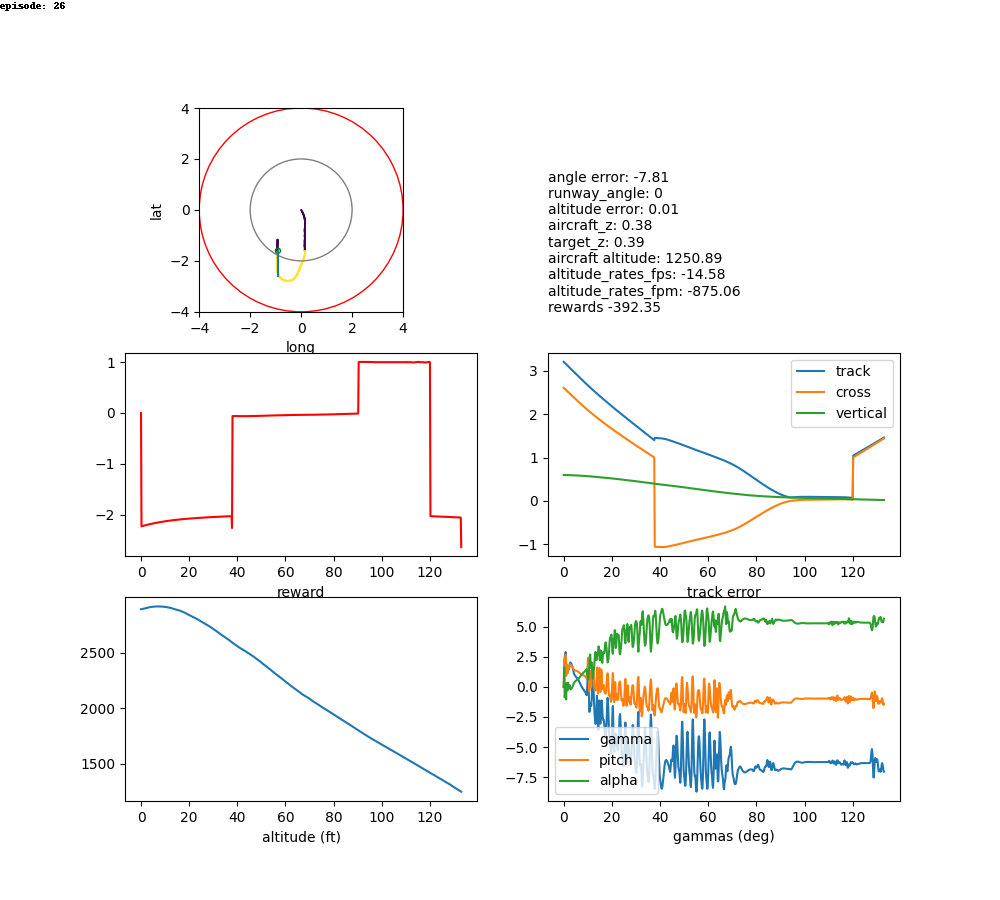 episode: 26
4
2
0
−2
−4
lat
−4 −2 0 2 4
long
angle error: -7.81
runway_angle: 0
altitude error: 0.01
aircraft_z: 0.38
target_z: 0.39
aircraft altitude: 1250.89
altitude_rates_fps: -14.58
altitude_rates_fpm: -875.06
rewards -392.35
1
0
−1
−2
0 20 40 60 80 100 120
reward
3
2
1
0
−1
track
cross
vertical
0 20 40 60 80 100 120
track error
2500
2000
1500
0 20 40 60 80 100 120
altitude (ft)
5.0
2.5
0.0
−2.5
−5.0
−7.5
gamma
pitch
alpha
0 20 40 60 80 100 120
gammas (deg)